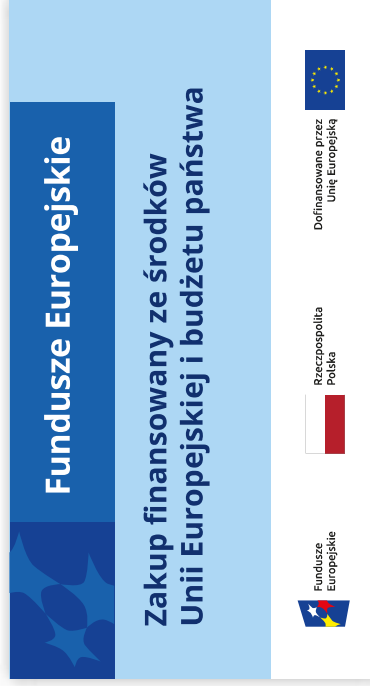 Fundusze Europejskie
Zakup finansowany ze środków
Unii Europejskiej i budżetu państwa
Fundusze
Europejskie
Rzeczpospolita
Polska
Dofinansowane przez
Unię Europejską